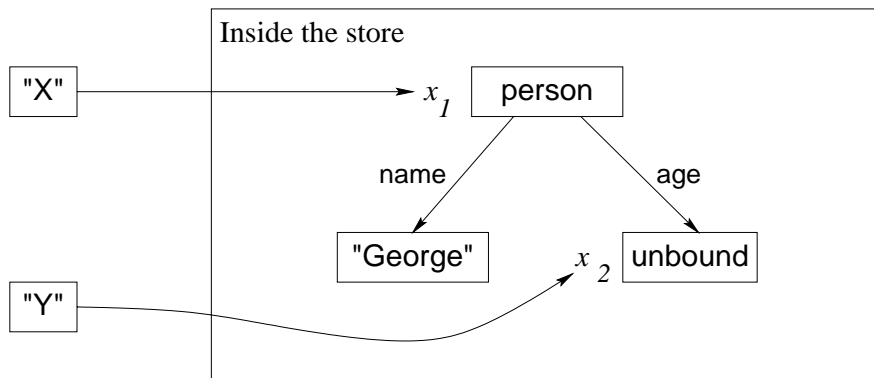 Inside the store
"X"
x1
person
name
age
"George"
x2
unbound
"Y"